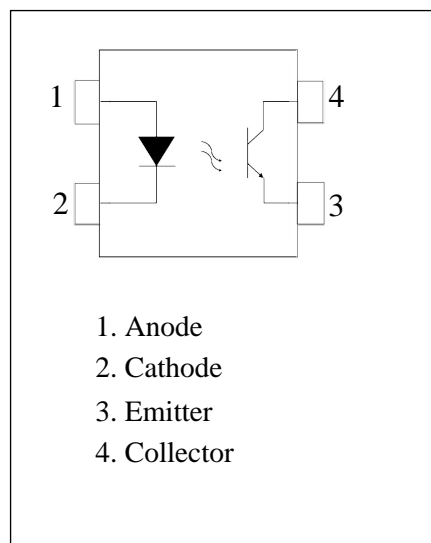 1 4
2 3
1. Anode
2. Cathode
3. Emitter
4. Collector